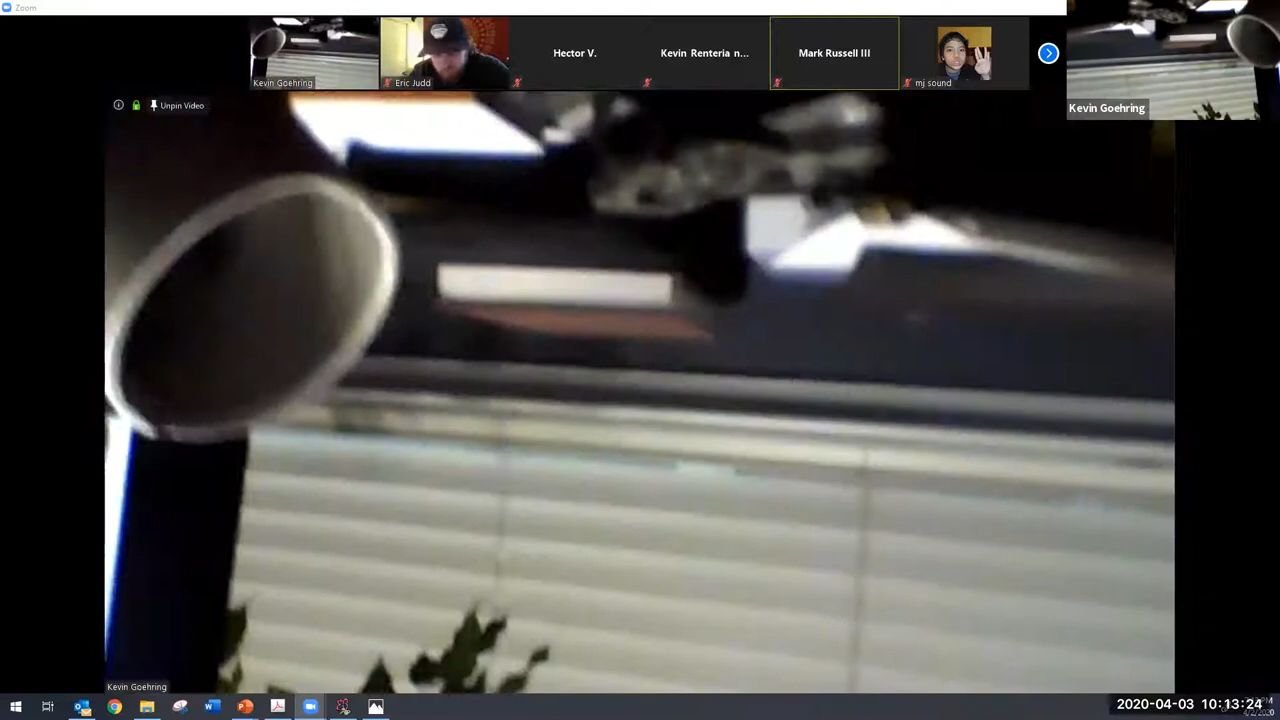 Zoom
Kevin Goehring
Eric Judd
Hector V.
Kevin Renteria n...
Mark Russell III
mj sound
Kevin Goehring
Unpin Video
Kevin Goehring
2020-04-03 10:13:24